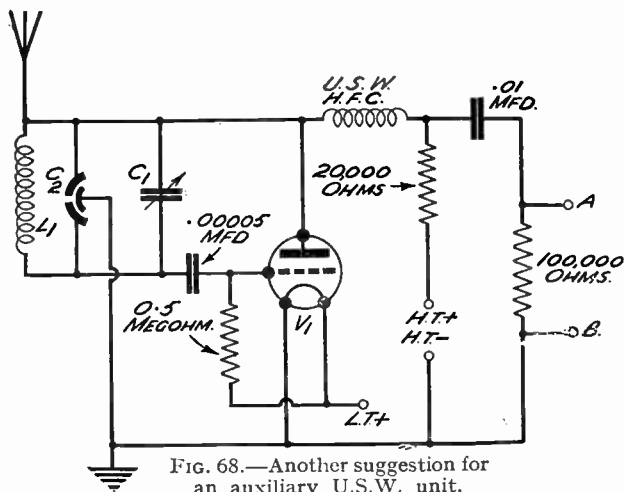 U.S.W.
H.F.C.
.01
MFD.
C2
C1
L1
20,000
OHMS
A
.00005
MFD
100,000
OHMS.
0.5
MEGOHM.
V1
H.T.+
H.T.-
B.
L.T.+
FIG. 68.—Another suggestion for
an auxiliary U.S.W. unit.